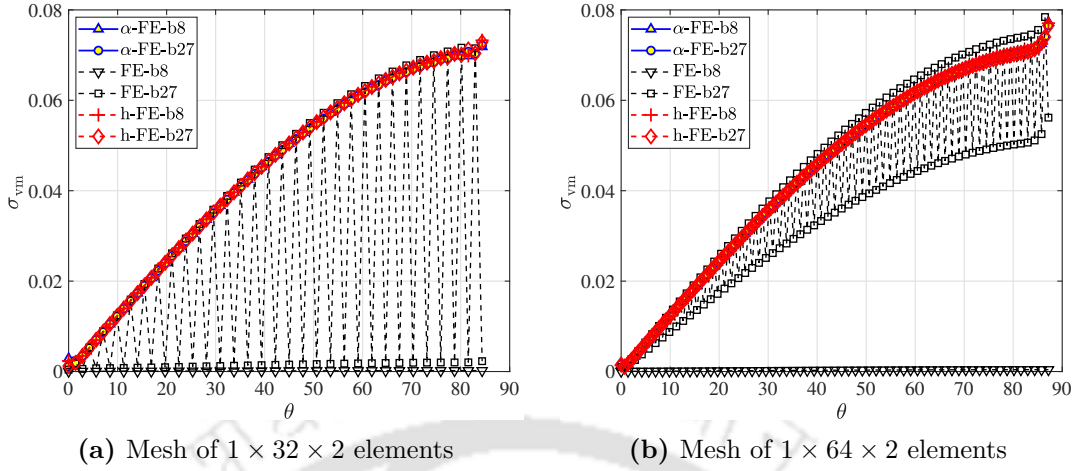 α-FE-b8
α-FE-b27
FE-b8
FE-b27
h-FE-b8
h-FE-b27
0.08
0.06
0.04
0.02
0
σvm
0 10 20 30 40 50 60 70 80 90
θ
(a) Mesh of 1 × 32 × 2 elements
α-FE-b8
α-FE-b27
FE-b8
FE-b27
h-FE-b8
h-FE-b27
0.08
0.06
0.04
0.02
0
σvm
0 10 20 30 40 50 60 70 80 90
θ
(b) Mesh of 1 × 64 × 2 elements